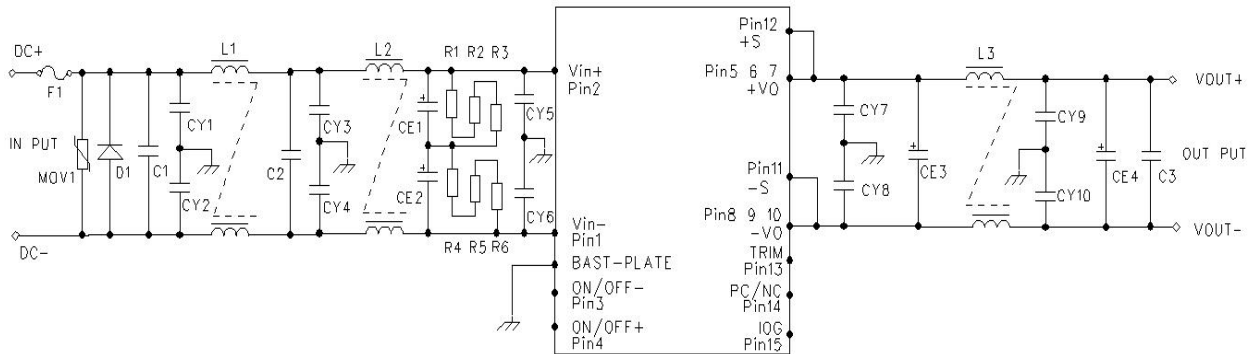 Pin12
+S
DC+
F1
L1
L2
R1 R2 R3
Vin+
Pin2
Pin5 6 7
+VO
L3
VOUT+
CY1
CY3
CE1
CY5
CY7
CY9
IN PUT
MOV1
D1
C1
C2
CY2
CY4
CE2
CY6
Pin11
-S
CY8
CE3
CY10
CE4
C3
OUT PUT
DC-
R4 R5 R6
Vin-
Pin1
Pin8 9 10
-VO
VOUT-
BAST-PLATE
TRIM
Pin13
ON/OFF-
Pin3
PC/NC
Pin14
ON/OFF+
Pin4
IOG
Pin15